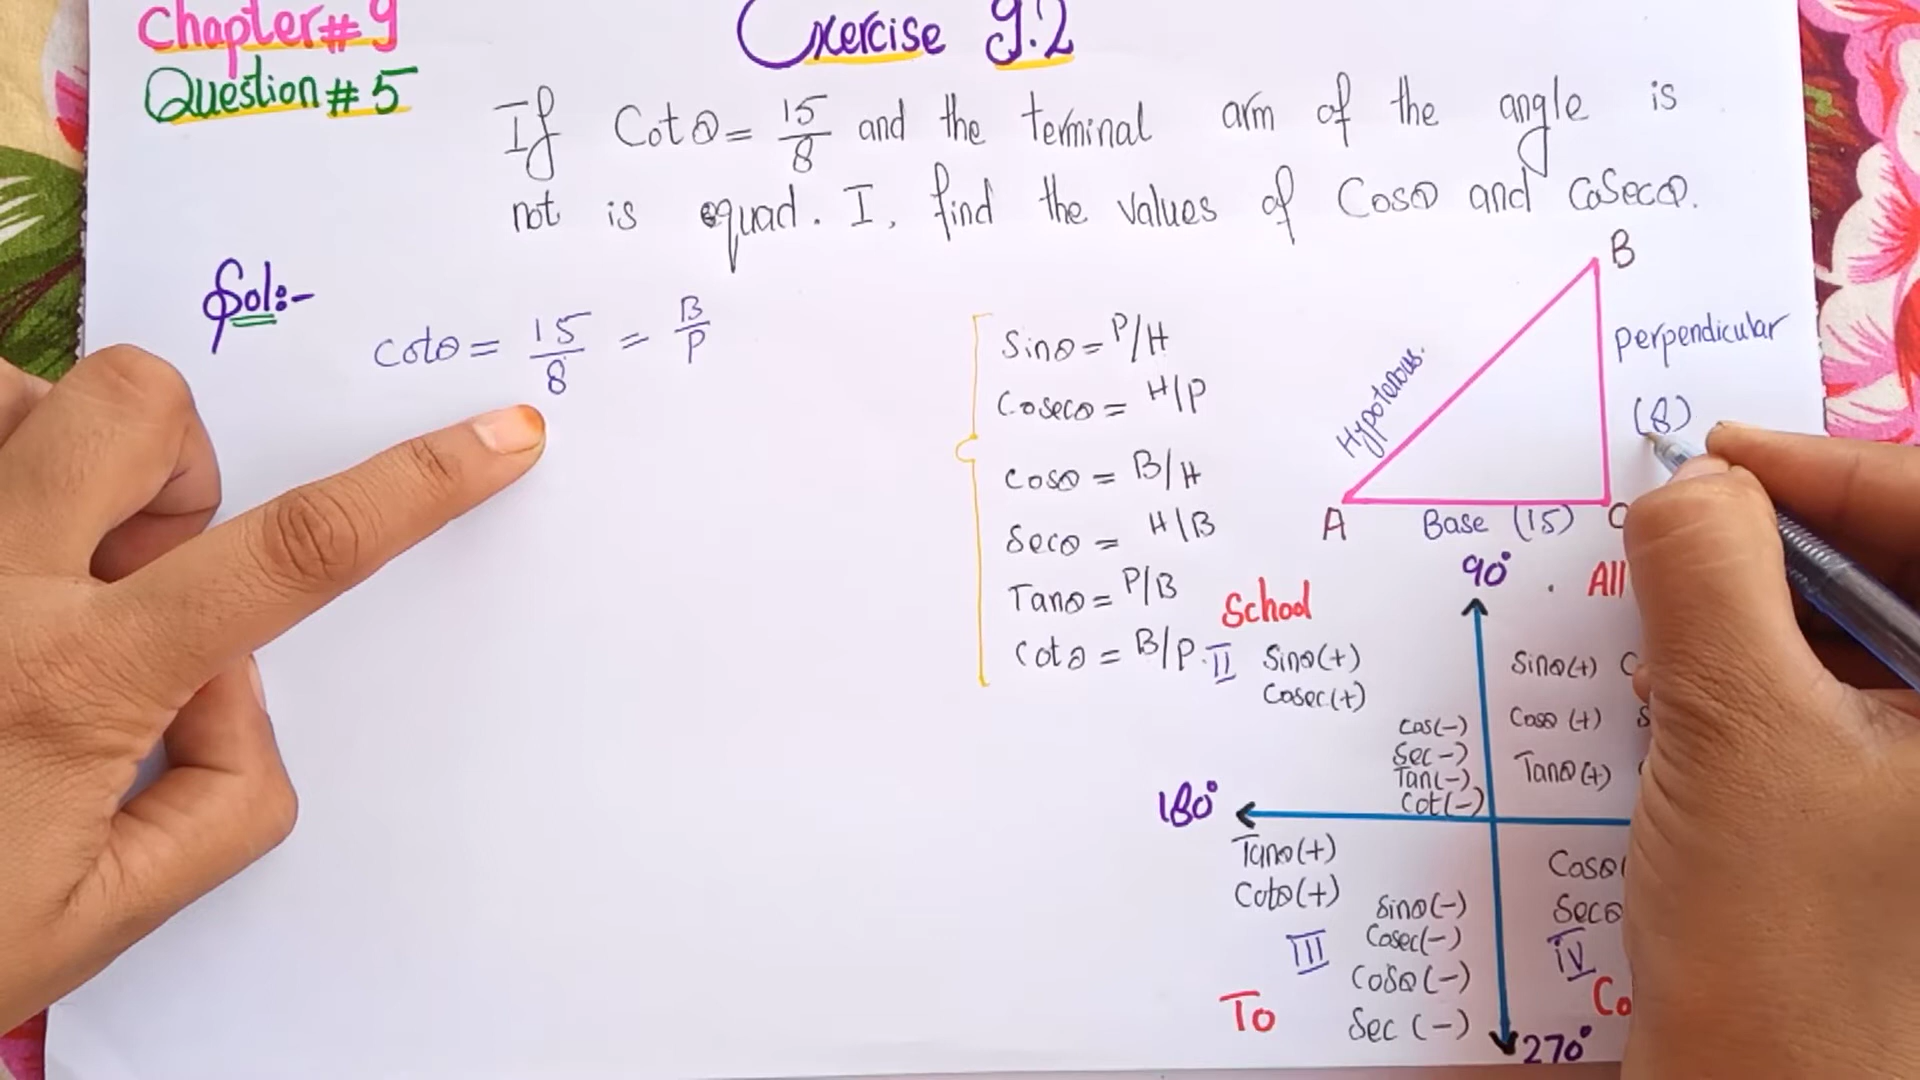 Chapter# 9
Exercise 9.2
Question# 5
If Cotθ = 15/8 and the terminal arm of the angle is
not is quad. I, find the values of Cosθ and Cosecθ.
Sol:-
cotθ = 15/8 = B/P
Sinθ = P/H
Cosecθ = H/P
Cosθ = B/H
Secθ = H/B
Tanθ = P/B
Cotθ = B/P
B
Perpendicular
(8)
Hypotenous.
A
Base (15)
C
90°
All
School
II
Sinθ(+)
Cosec(+)
Cos(-)
Sec(-)
Tan(-)
Cot(-)
Sinθ(+)
Cosθ (+)
Tanθ(+)
180°
Tanθ(+)
Cotθ(+)
III
Sinθ(-)
Cosec(-)
Cosθ(-)
Sec (-)
To
Cosθ
Secθ
IV
270°